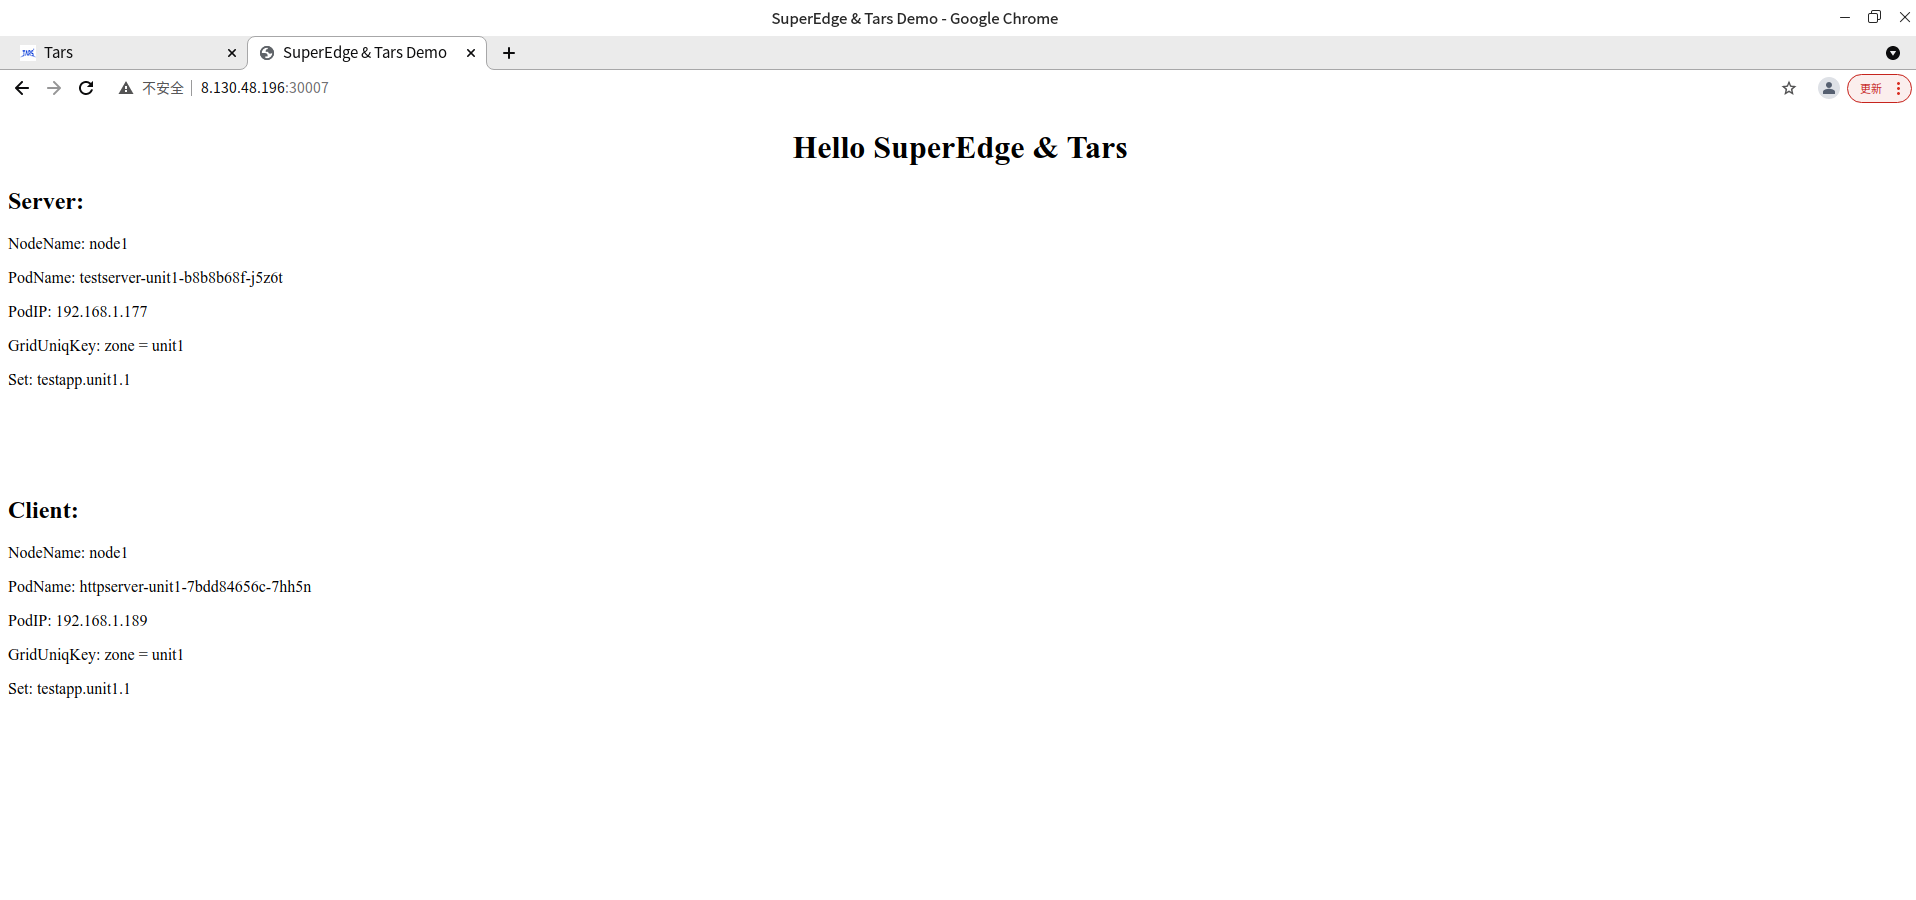 SuperEdge & Tars Demo - Google Chrome
TARS Tars
SuperEdge & Tars Demo
不安全 8.130.48.196:30007
更新
Hello SuperEdge & Tars
Server:
NodeName: node1
PodName: testserver-unit1-b8b8b68f-j5z6t
PodIP: 192.168.1.177
GridUniqKey: zone = unit1
Set: testapp.unit1.1
Client:
NodeName: node1
PodName: httpserver-unit1-7bdd84656c-7hh5n
PodIP: 192.168.1.189
GridUniqKey: zone = unit1
Set: testapp.unit1.1